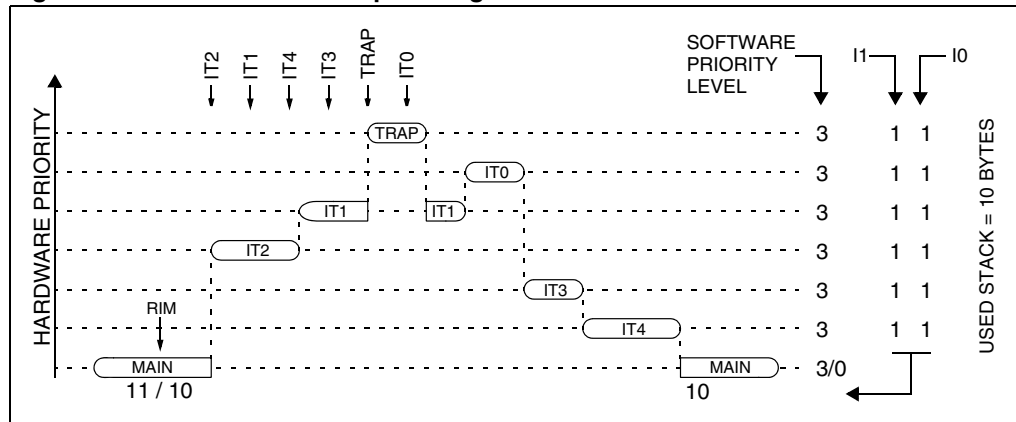 IT2
IT1
IT4
IT3
TRAP
IT0
SOFTWARE
PRIORITY
LEVEL
I1
I0
HARDWARE PRIORITY
USED STACK = 10 BYTES
TRAP
3
1 1
IT0
3
1 1
IT1
IT1
3
1 1
IT2
3
1 1
IT3
3
1 1
RIM
IT4
3
1 1
MAIN
MAIN
3/0
11 / 10
10